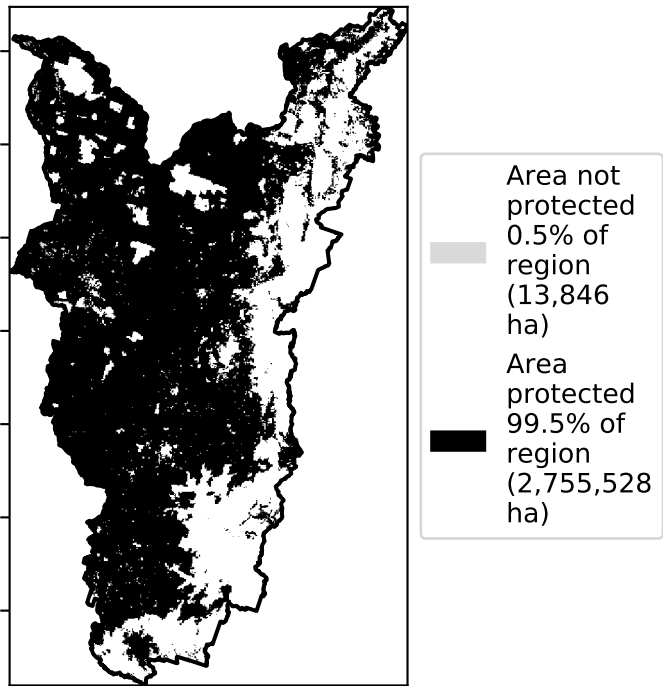 Area not
protected
0.5% of
region
(13,846
ha)
Area
protected
99.5% of
region
(2,755,528
ha)